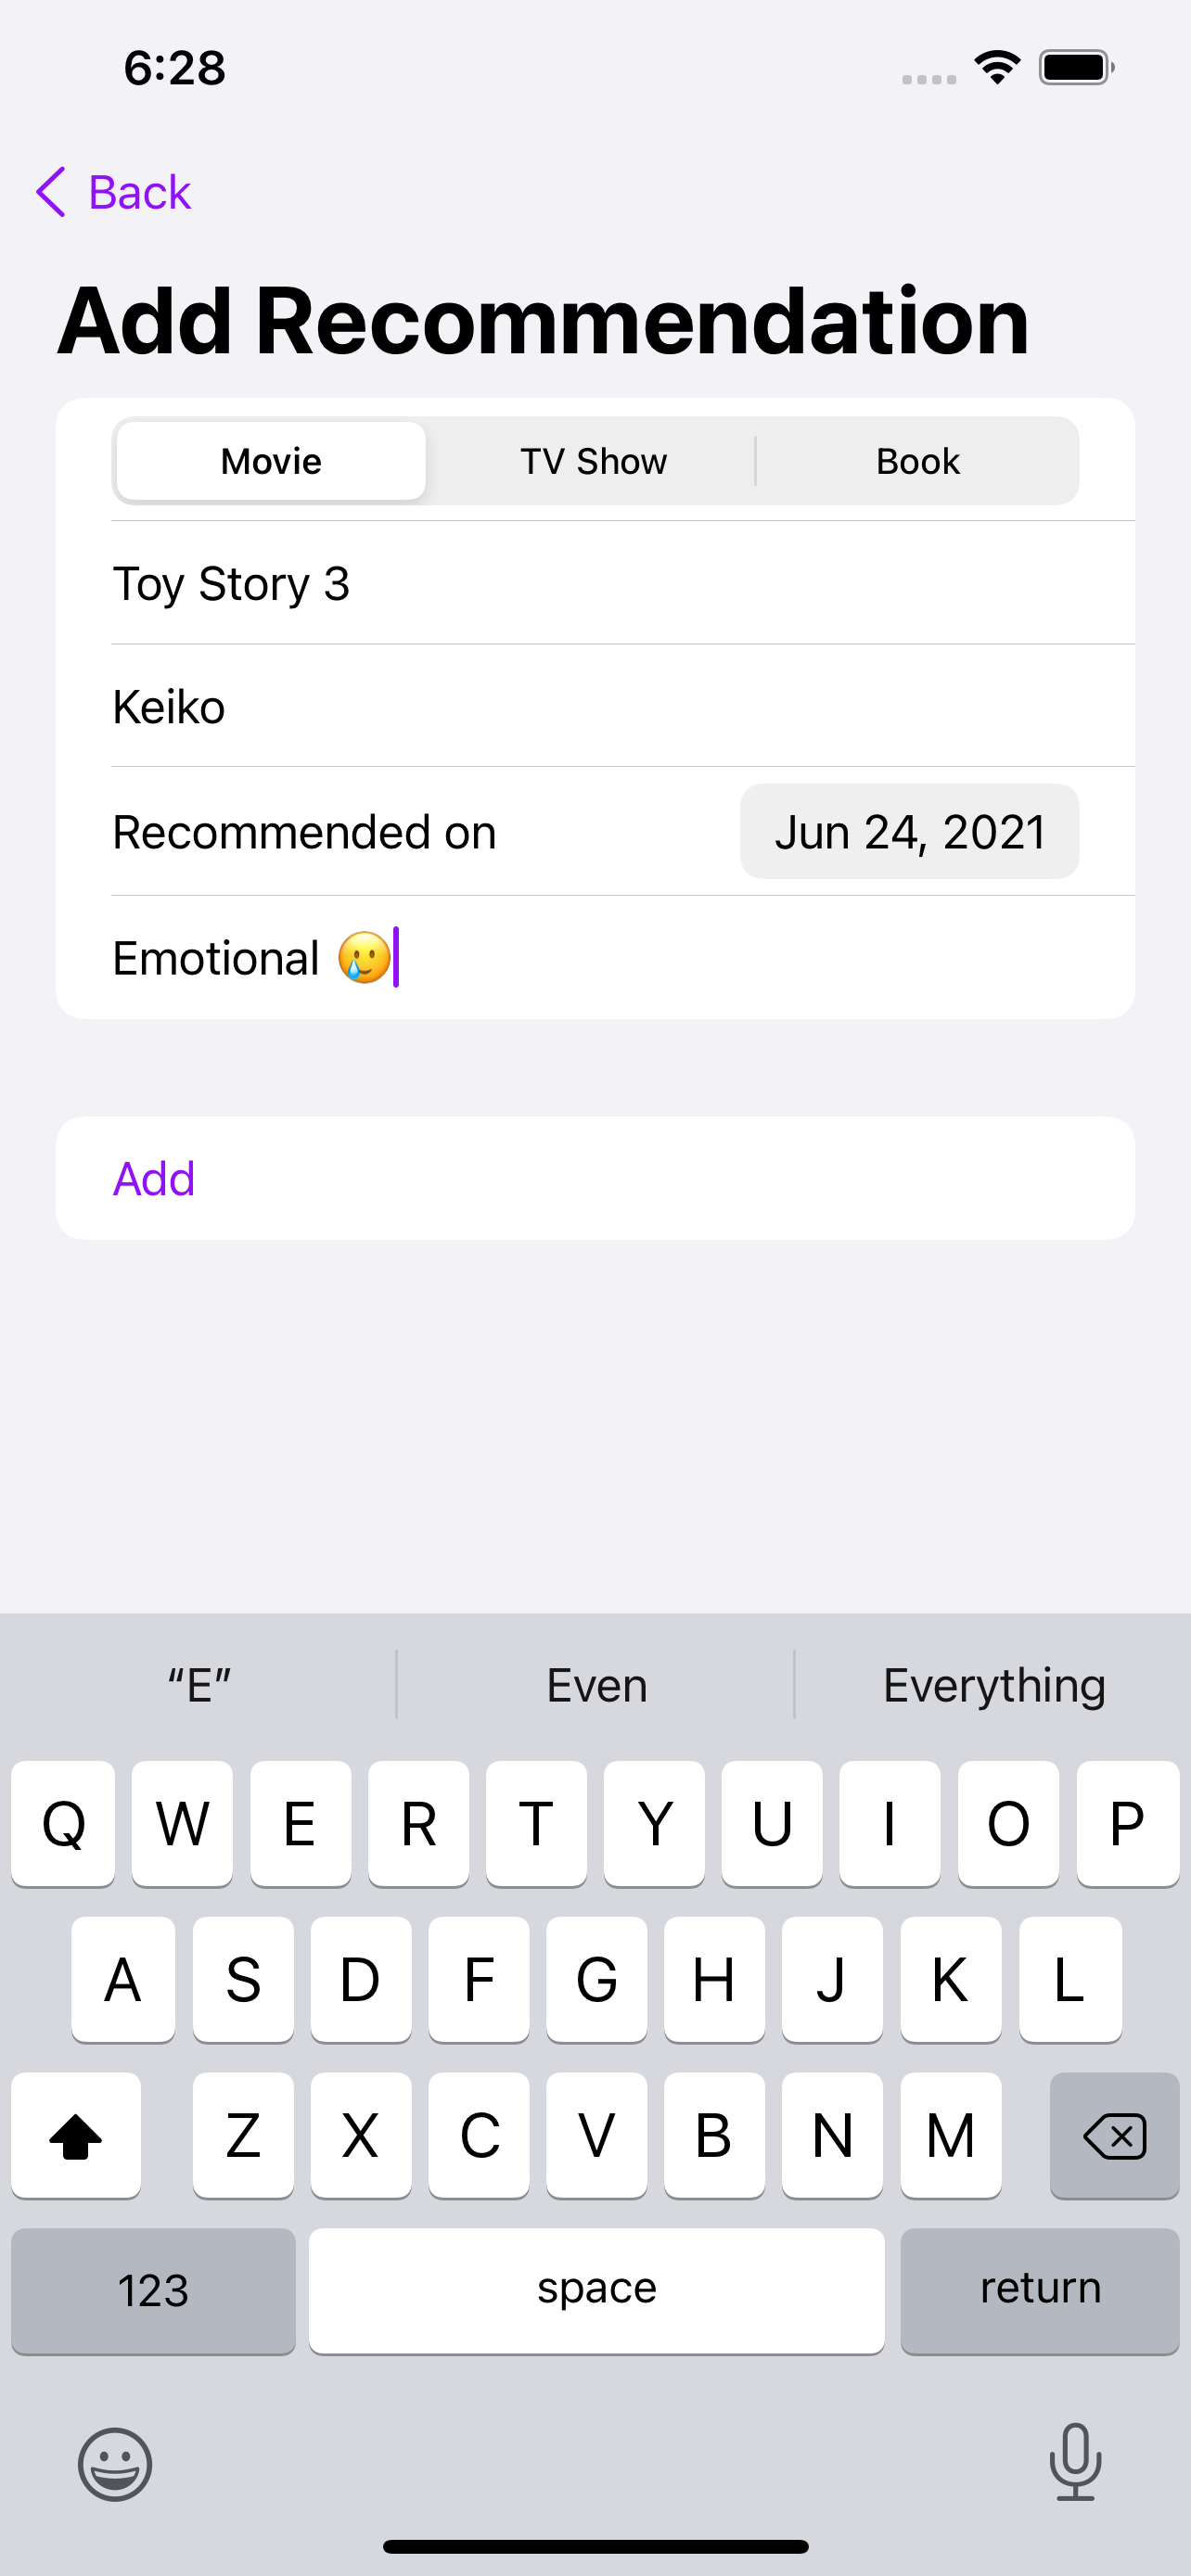 6:28
Back
Add Recommendation
Movie TV Show Book
Toy Story 3
Keiko
Recommended on Jun 24, 2021
Emotional 🥲
Add
“E” Even Everything
Q W E R T Y U I O P
A S D F G H J K L
Z X C V B N M
123 space return